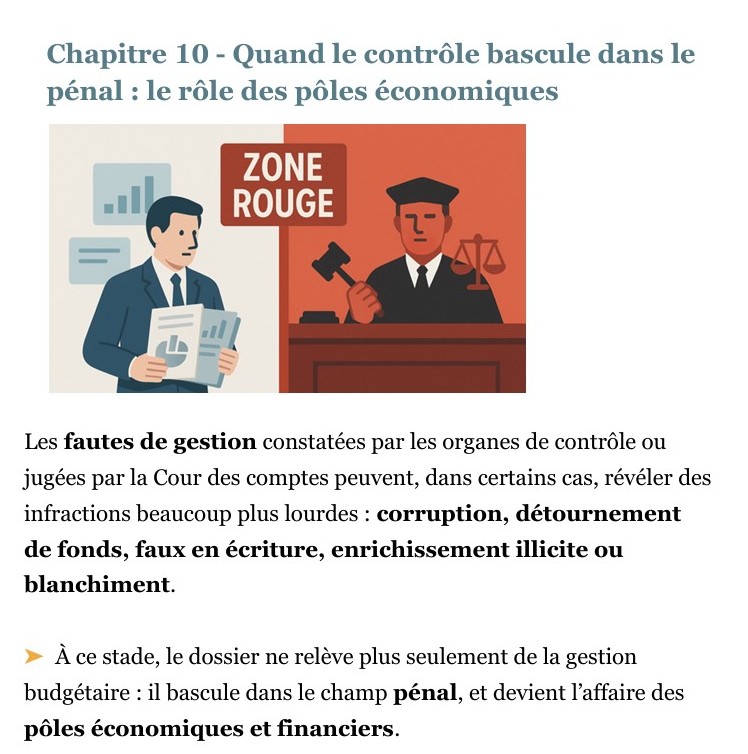 Chapitre 10 - Quand le contrôle bascule dans le
pénal : le rôle des pôles économiques
ZONE
ROUGE
Les fautes de gestion constatées par les organes de contrôle ou
jugées par la Cour des comptes peuvent, dans certains cas, révéler des
infractions beaucoup plus lourdes : corruption, détournement
de fonds, faux en écriture, enrichissement illicite ou
blanchiment.
➤ À ce stade, le dossier ne relève plus seulement de la gestion
budgétaire : il bascule dans le champ pénal, et devient l’affaire des
pôles économiques et financiers.